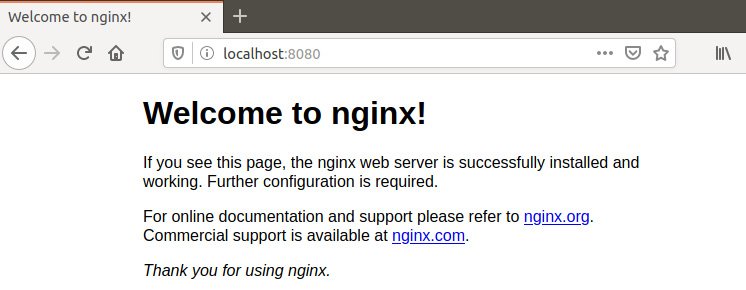 Welcome to nginx!
localhost:8080
Welcome to nginx!
If you see this page, the nginx web server is successfully installed and
working. Further configuration is required.
For online documentation and support please refer to nginx.org.
Commercial support is available at nginx.com.
Thank you for using nginx.